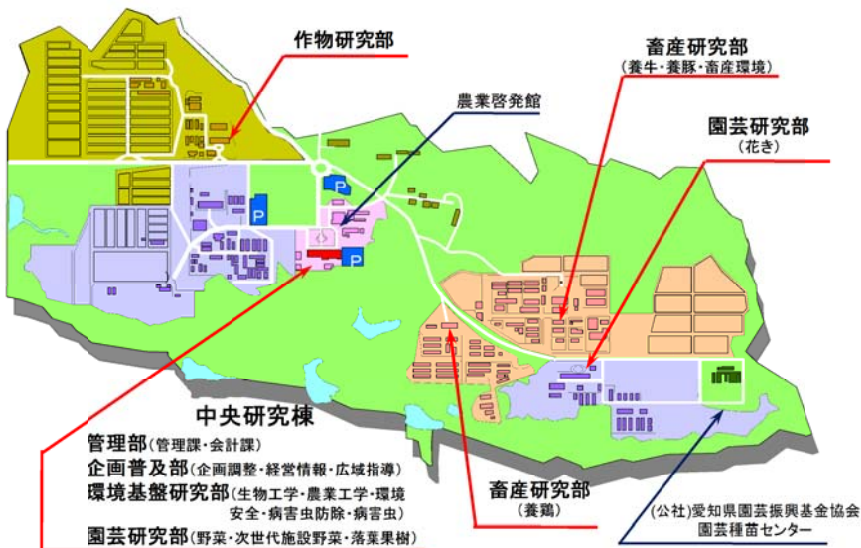 作物研究部
畜産研究部
(養牛・養豚・畜産環境)
農業啓発館
園芸研究部
(花き)
P
P
P
中央研究棟
管理部(管理課・会計課)
企画普及部(企画調整・経営情報・広域指導)
環境基盤研究部(生物工学・農業工学・環境
安全・病害虫防除・病害虫)
園芸研究部(野菜・次世代施設野菜・落葉果樹)
畜産研究部
(養鶏)
(公社)愛知県園芸振興基金協会
園芸種苗センター